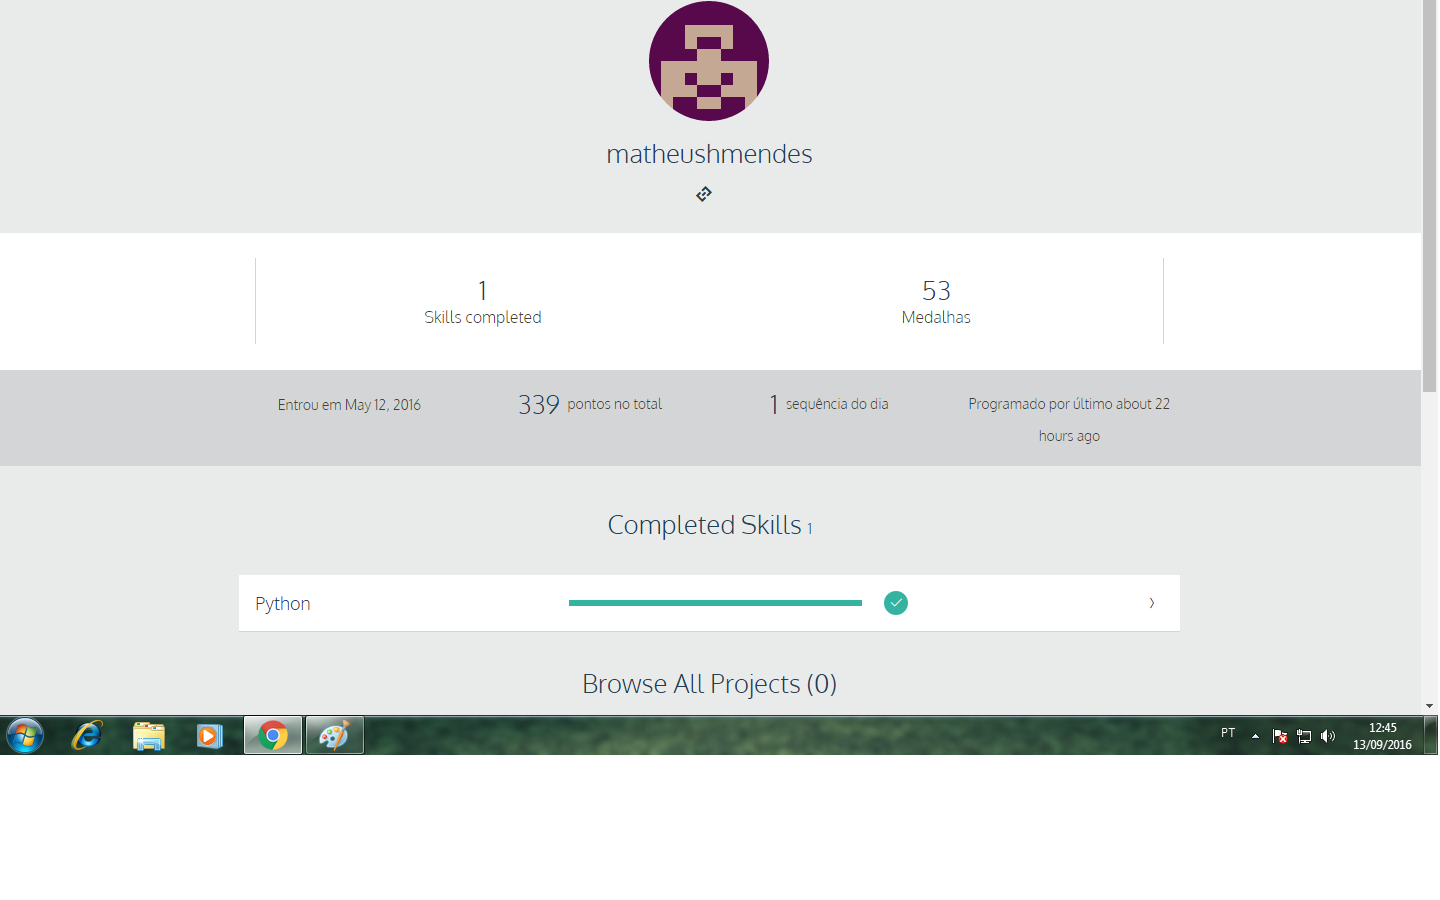 matheushmendes
1
Skills completed
53
Medalhas
Entrou em May 12, 2016
339 pontos no total
1 sequência do dia
Programado por último about 22
hours ago
Completed Skills 1
Python
Browse All Projects (0)
PT
12:45
13/09/2016